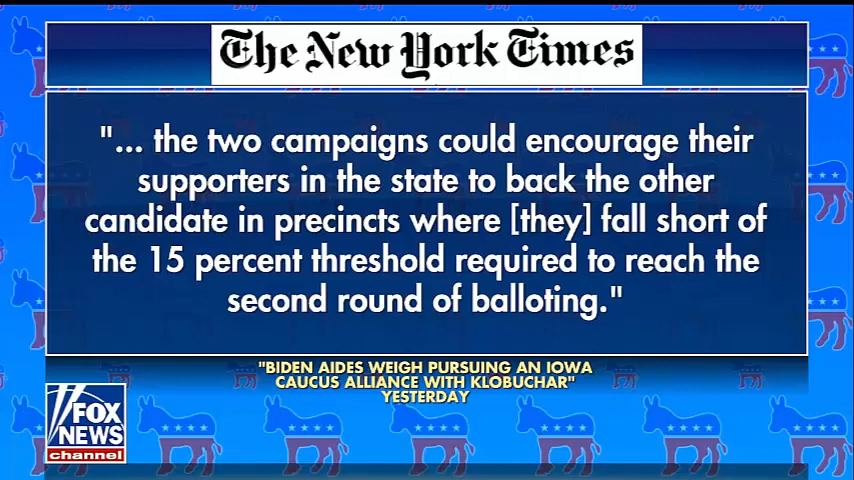 The New York Times
"... the two campaigns could encourage their
supporters in the state to back the other
candidate in precincts where [they] fall short of
the 15 percent threshold required to reach the
second round of balloting."
"BIDEN AIDES WEIGH PURSUING AN IOWA
CAUCUS ALLIANCE WITH KLOBUCHAR"
YESTERDAY
FOX
NEWS
channel